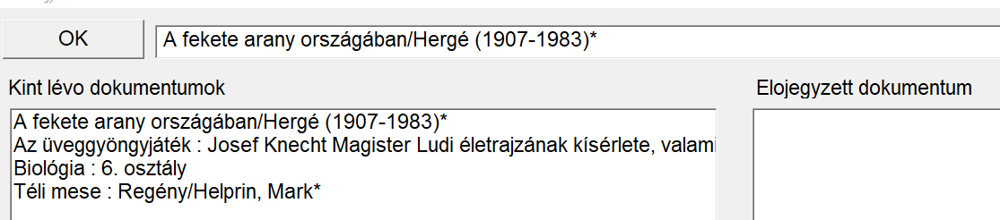 OK
A fekete arany országában/Hergé (1907-1983)*
Kint lévo dokumentumok
Elojegyzett dokumentum
A fekete arany országában/Hergé (1907-1983)*
Az üveggyöngyjáték : Josef Knecht Magister Ludi életrajzának kísérlete, valami
Biológia : 6. osztály
Téli mese : Regény/Helprin, Mark*